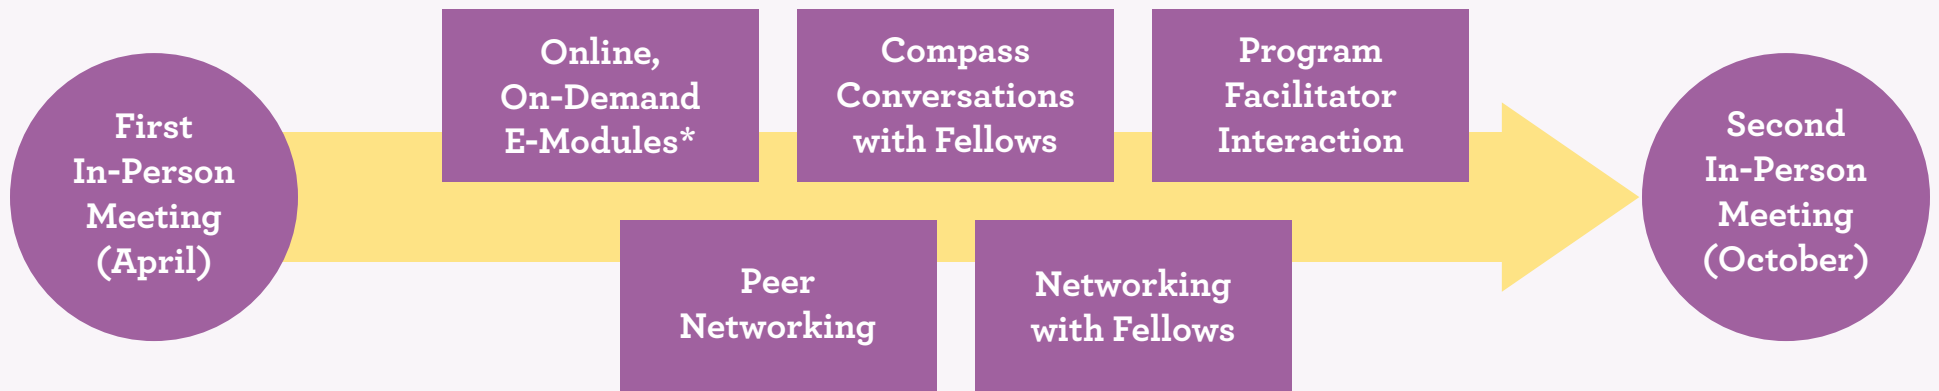 First
In-Person
Meeting
(April)
Online,
On-Demand
E-Modules*
Compass
Conversations
with Fellows
Program
Facilitator
Interaction
Peer
Networking
Networking
with Fellows
Second
In-Person
Meeting
(October)